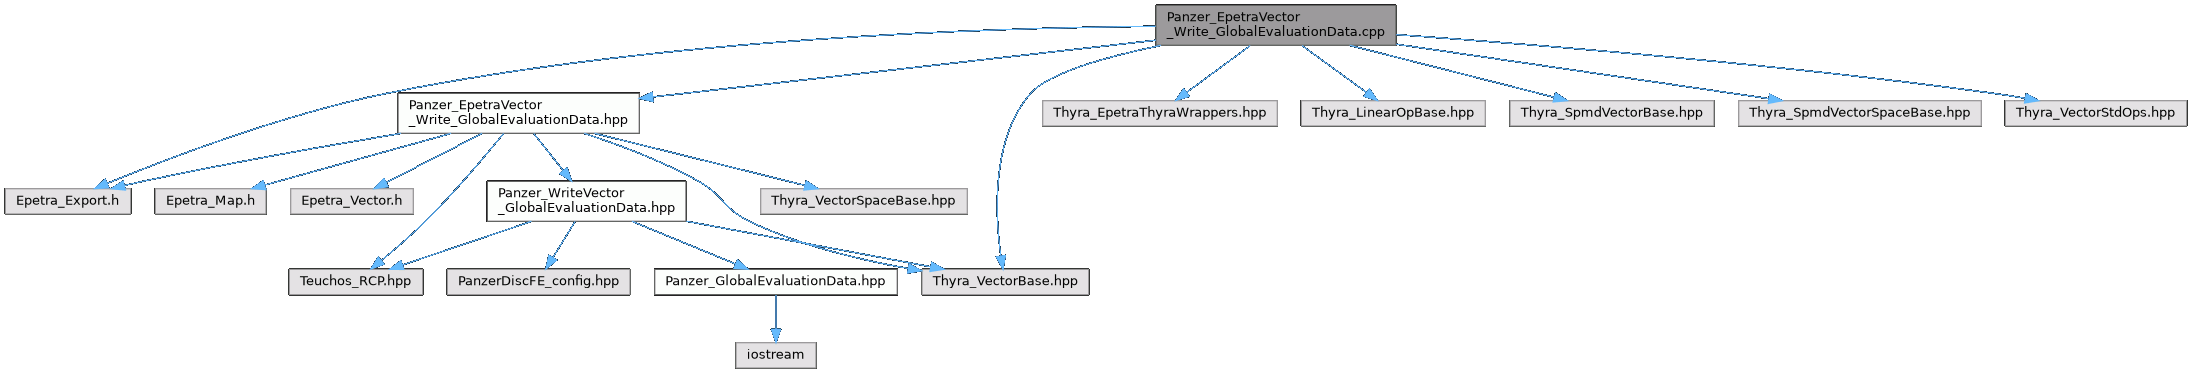 Panzer_EpetraVector
_Write_GlobalEvaluationData.cpp
Panzer_EpetraVector
_Write_GlobalEvaluationData.hpp
Thyra_EpetraThyraWrappers.hpp
Thyra_LinearOpBase.hpp
Thyra_SpmdVectorBase.hpp
Thyra_SpmdVectorSpaceBase.hpp
Thyra_VectorStdOps.hpp
Epetra_Export.h
Epetra_Map.h
Epetra_Vector.h
Panzer_WriteVector
_GlobalEvaluationData.hpp
Thyra_VectorSpaceBase.hpp
Teuchos_RCP.hpp
PanzerDiscFE_config.hpp
Panzer_GlobalEvaluationData.hpp
Thyra_VectorBase.hpp
iostream